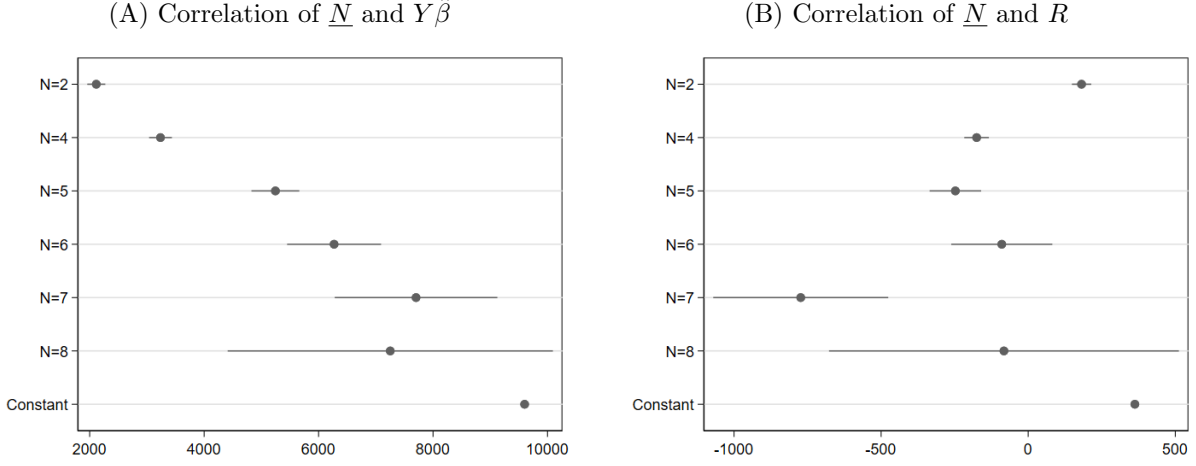 (A) Correlation of N and Yβ̂
N=2
N=4
N=5
N=6
N=7
N=8
Constant
2000 4000 6000 8000 10000
(B) Correlation of N and R
N=2
N=4
N=5
N=6
N=7
N=8
Constant
-1000 -500 0 500